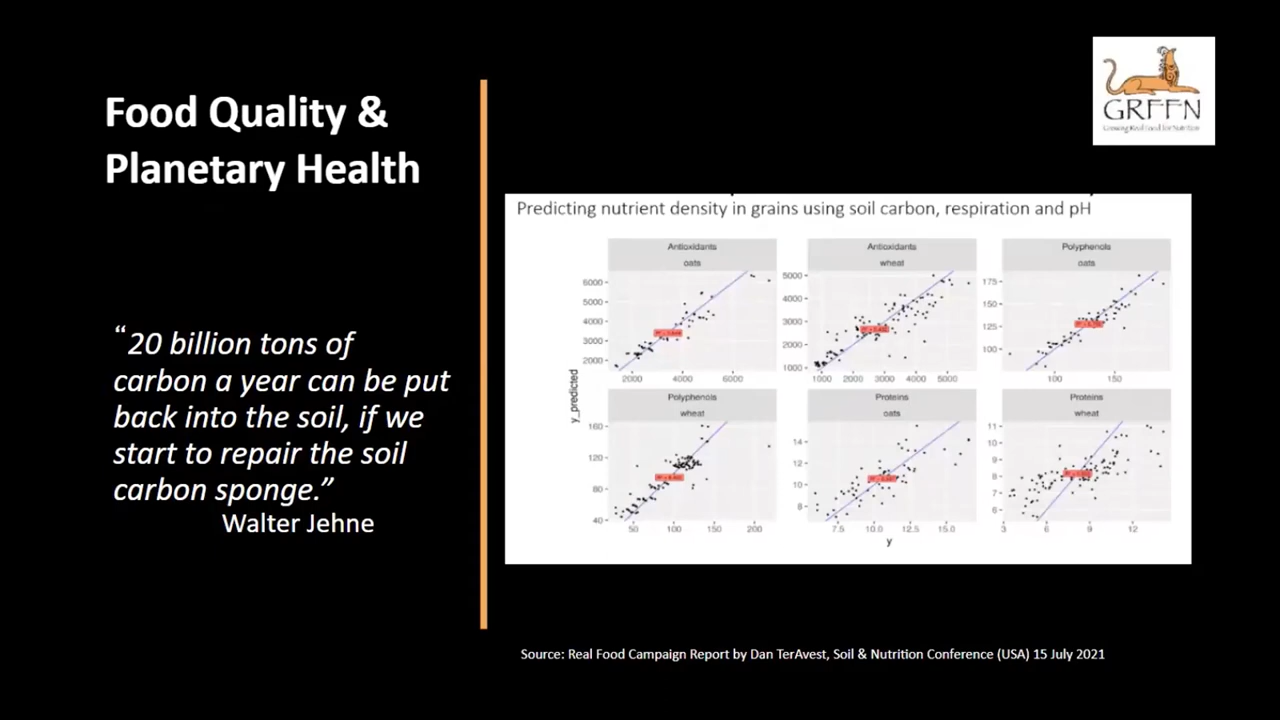 Food Quality &
Planetary Health
“20 billion tons of
carbon a year can be put
back into the soil, if we
start to repair the soil
carbon sponge.”
Walter Jehne
GRFFN
Growing Real Food for Nutrition
Predicting nutrient density in grains using soil carbon, respiration and pH
Antioxidants
oats
6000
5000
4000
3000
2000
2000 4000 6000
Antioxidants
wheat
5000
4000
3000
2000
1000
1000 2000 3000 4000 5000
Polyphenols
oats
175
150
125
100
100 150
y_predicted
Polyphenols
wheat
160
120
80
40
50 100 150 200
Proteins
oats
14
12
10
8
7.5 10.0 12.5 15.0
Proteins
wheat
11
10
9
8
7
6
3 6 9 12
y
Source: Real Food Campaign Report by Dan TerAvest, Soil & Nutrition Conference (USA) 15 July 2021